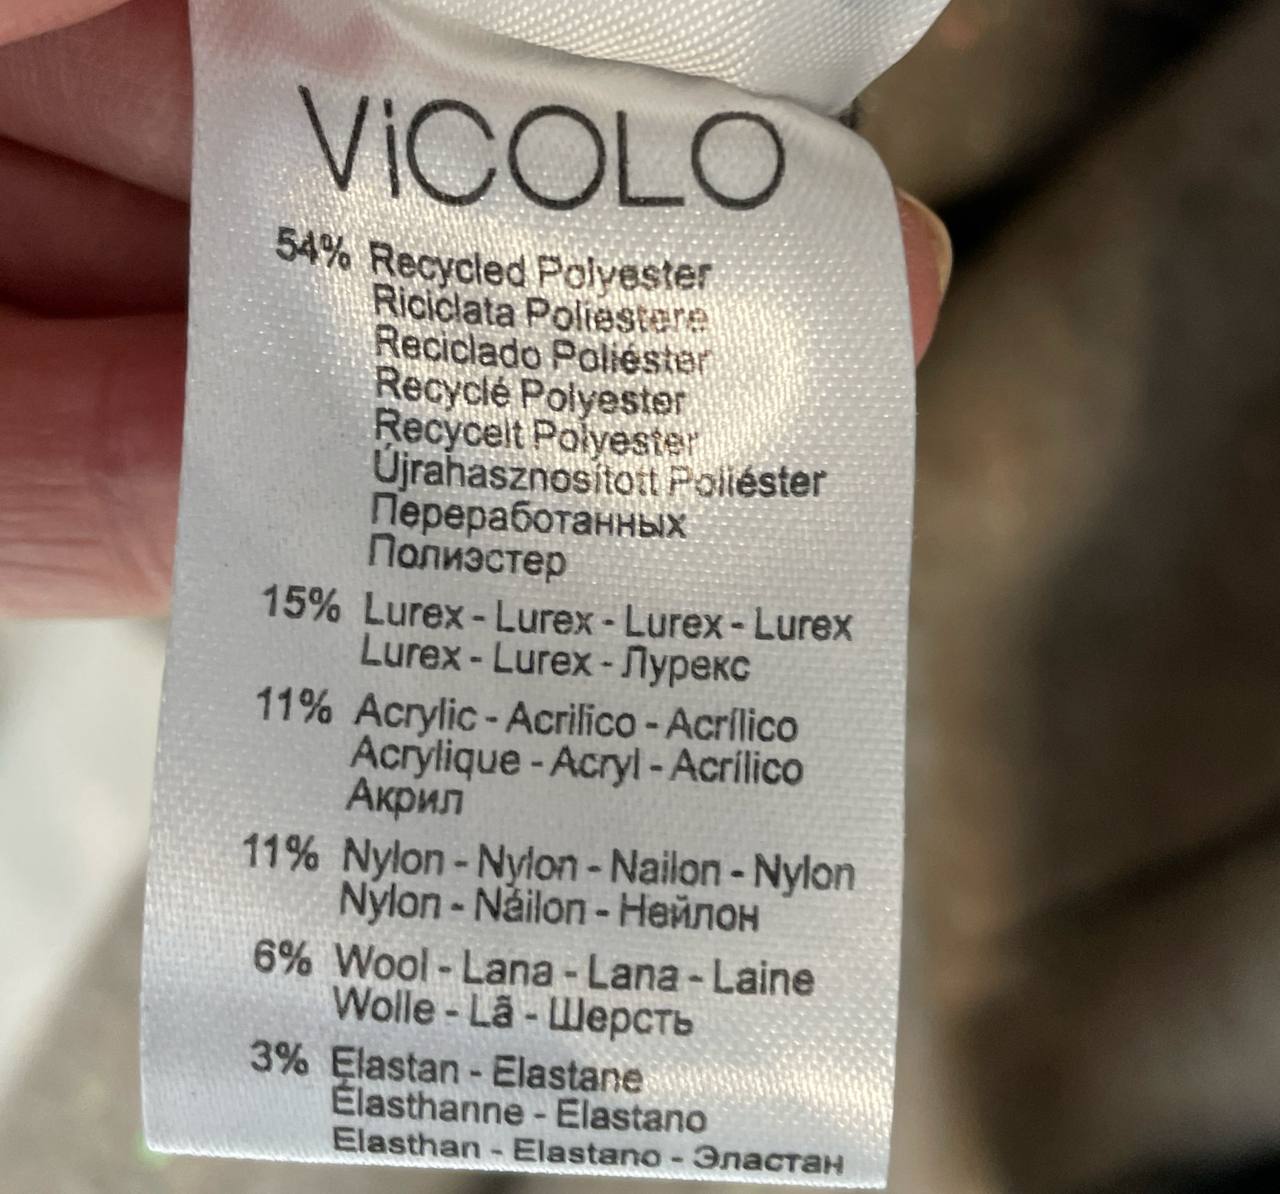 ViCOLO
54% Recycled Polyester
Riciclata Poliestere
Reciclado Poliéster
Recyclé Polyester
Recycelt Polyester
Újrahasznosított Poliéster
Переработанных
Полиэстер
15% Lurex - Lurex - Lurex - Lurex
Lurex - Lurex - Лурекс
11% Acrylic - Acrilico - Acrílico
Acrylique - Acryl - Acrílico
Акрил
11% Nylon - Nylon - Nailon - Nylon
Nylon - Náilon - Нейлон
6% Wool - Lana - Lana - Laine
Wolle - Lã - Шерсть
3% Elastan - Elastane
Élasthanne - Elastano
Elasthan - Elastano - Эластан